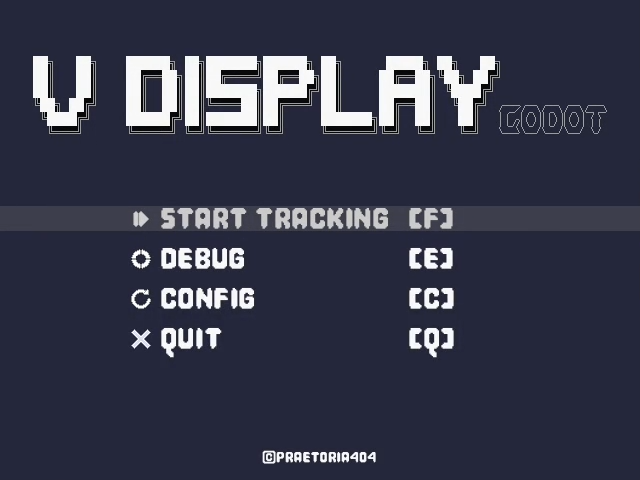 V DISPLAY GODOT
START TRACKING [F]
DEBUG [E]
CONFIG [C]
QUIT [Q]
©PRAETORIA404